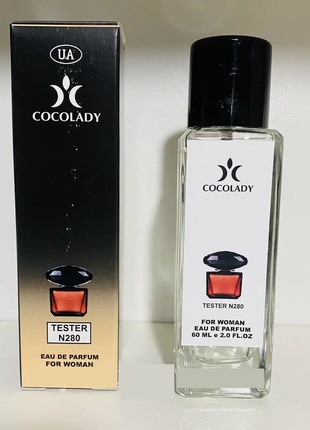 UA
COCOLADY
TESTER
N280
EAU DE PARFUM
FOR WOMAN
COCOLADY
TESTER N280
FOR WOMAN
EAU DE PARFUM
60 ML e 2.0 FL.OZ